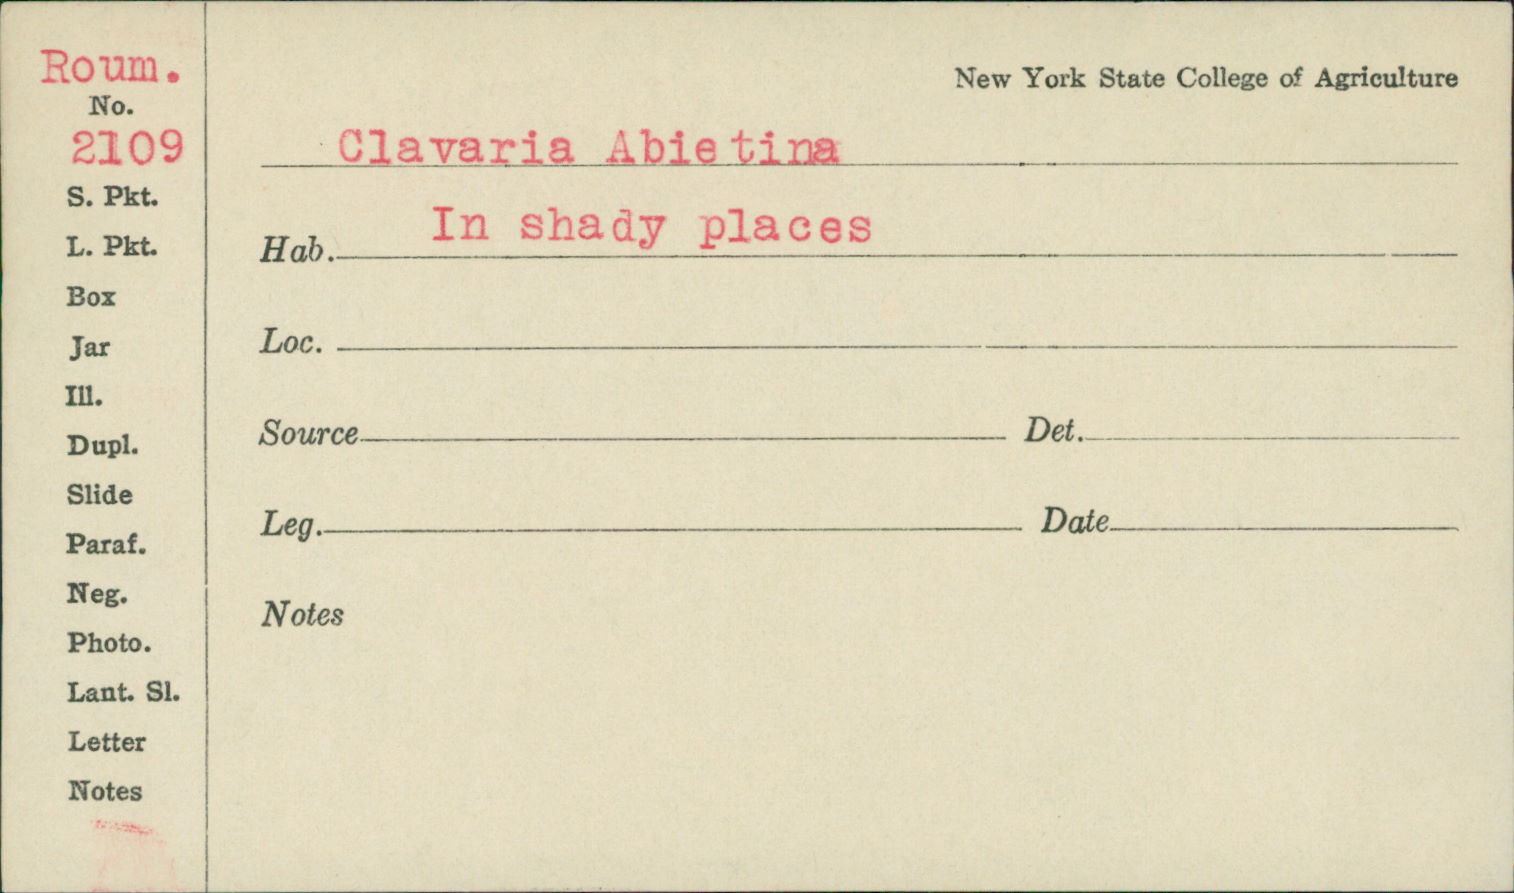 Roum.
No.
2109
S. Pkt.
L. Pkt.
Box
Jar
Ill.
Dupl.
Slide
Paraf.
Neg.
Photo.
Lant. Sl.
Letter
Notes
New York State College of Agriculture
Clavaria Abietina
Hab. In shady places
Loc.
Source Det.
Leg. Date
Notes